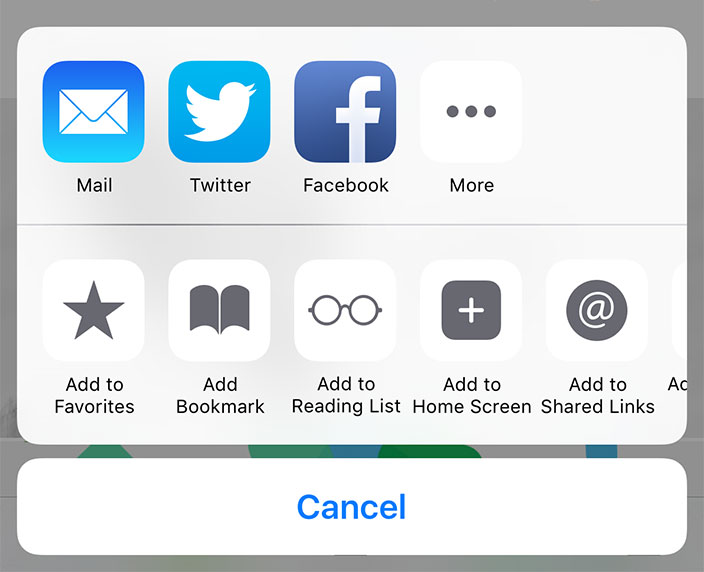 Mail Twitter Facebook More
Add to Add Add to Add to Add to
Favorites Bookmark Reading List Home Screen Shared Links
Cancel